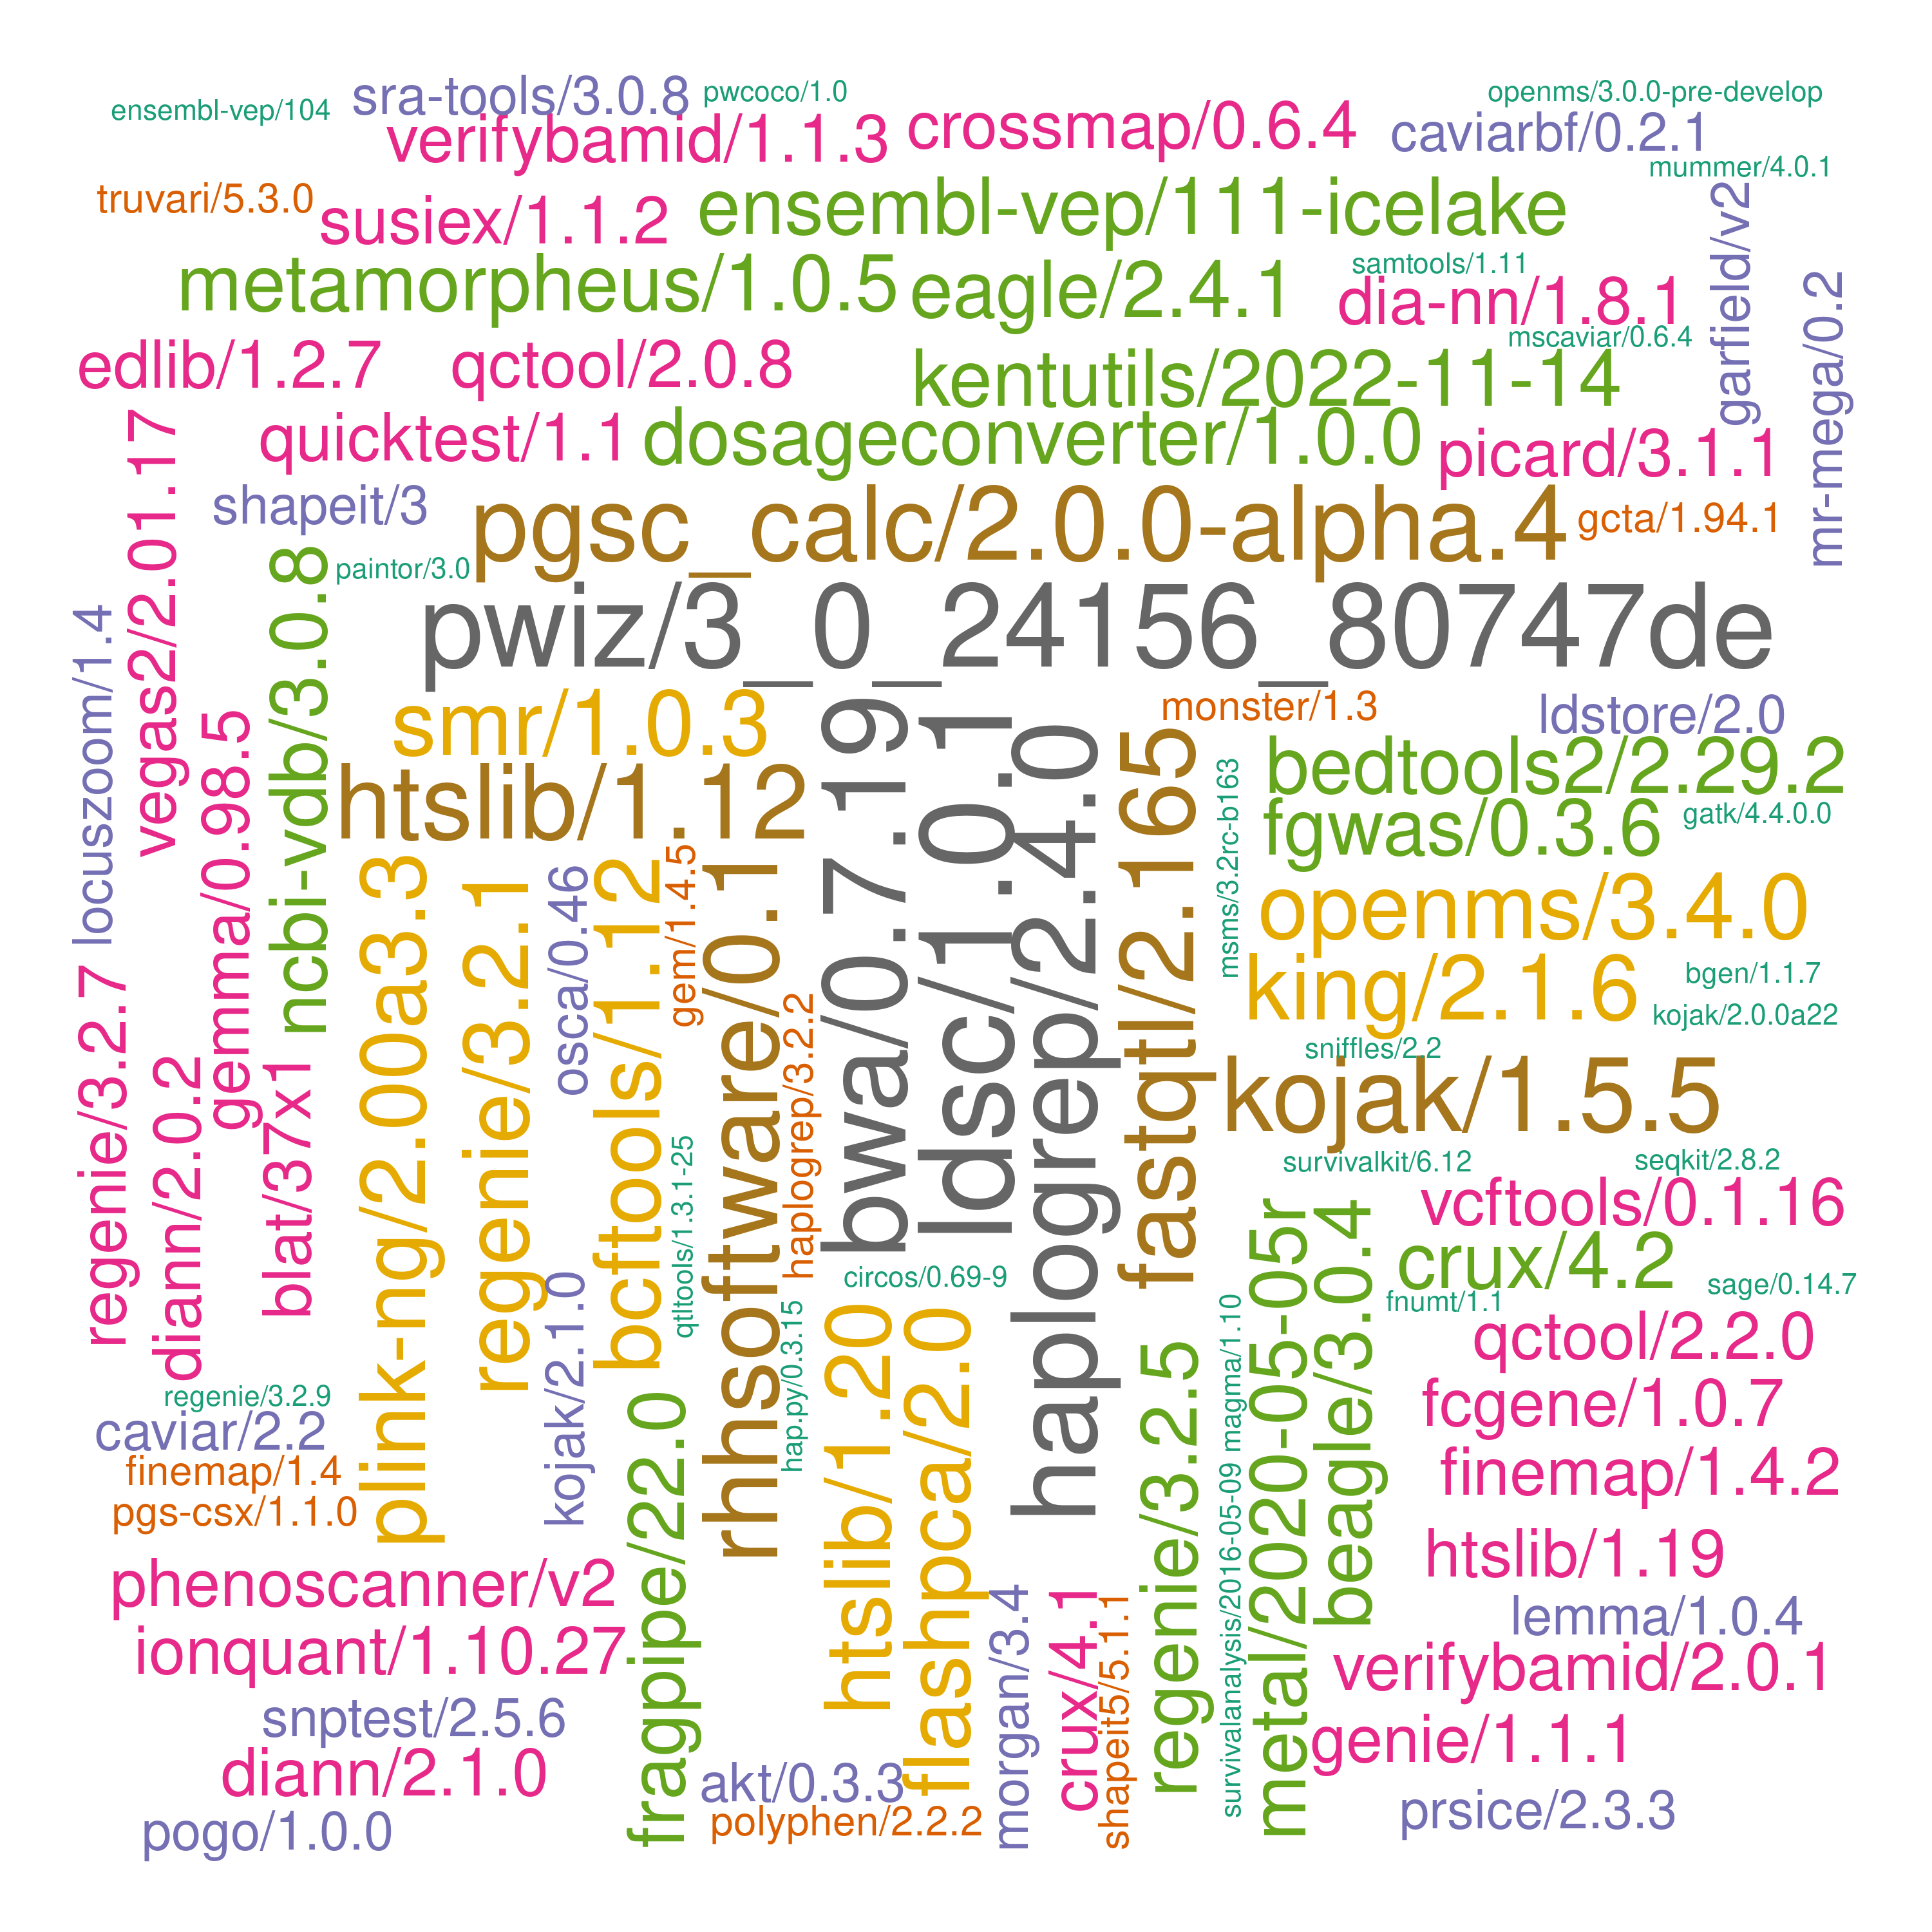 ensembl-vep/104
sra-tools/3.0.8
pwcoco/1.0
openms/3.0.0-pre-develop
verifybamid/1.1.3
crossmap/0.6.4
caviarbf/0.2.1
mummer/4.0.1
truvari/5.3.0
susiex/1.1.2
ensembl-vep/111-icelake
garfield/v2
metamorpheus/1.0.5
eagle/2.4.1
samtools/1.11
dia-nn/1.8.1
mr-mega/0.2
mscaviar/0.6.4
edlib/1.2.7
qctool/2.0.8
kentutils/2022-11-14
vegas2/2.01.17
quicktest/1.1
dosageconverter/1.0.0
picard/3.1.1
shapeit/3
pgsc_calc/2.0.0-alpha.4
gcta/1.94.1
ncbi-vdb/3.0.8
paintor/3.0
pwiz/3_0_24156_80747de
locuszoom/1.4
gemma/0.98.5
smr/1.0.3
bwa/0.7.19
ldsc/1.0.1
haplogrep/2.4.0
monster/1.3
ldstore/2.0
fastqtl/2.165
htslib/1.12
msms/3.2rc-b163
bedtools2/2.29.2
fgwas/0.3.6
gatk/4.4.0.0
plink-ng/2.00a3.3
regenie/3.2.1
osca/0.46
bcftools/1.12
gem/1.4.5
rhhsoftware/0.1
openms/3.4.0
king/2.1.6
bgen/1.1.7
kojak/2.0.0a22
regenie/3.2.7
diann/2.0.2
blat/37x1
haplogrep/3.2.2
sniffles/2.2
kojak/1.5.5
qtltools/1.3.1-25
survivalkit/6.12
seqkit/2.8.2
vcftools/0.1.16
metal/2020-05-05r
beagle/3.0.4
crux/4.2
circos/0.69-9
sage/0.14.7
fnumt/1.1
kojak/2.1.0
hap.py/0.3.15
htslib/1.20
flashpca/2.0
regenie/3.2.5
magma/1.10
qctool/2.2.0
regenie/3.2.9
fragpipe/22.0
fcgene/1.0.7
caviar/2.2
finemap/1.4
finemap/1.4.2
pgs-csx/1.1.0
survivalanalysis/2016-05-09
htslib/1.19
phenoscanner/v2
morgan/3.4
crux/4.1
shapeit5/5.1.1
lemma/1.0.4
ionquant/1.10.27
verifybamid/2.0.1
snptest/2.5.6
genie/1.1.1
diann/2.1.0
akt/0.3.3
pogo/1.0.0
polyphen/2.2.2
prsice/2.3.3